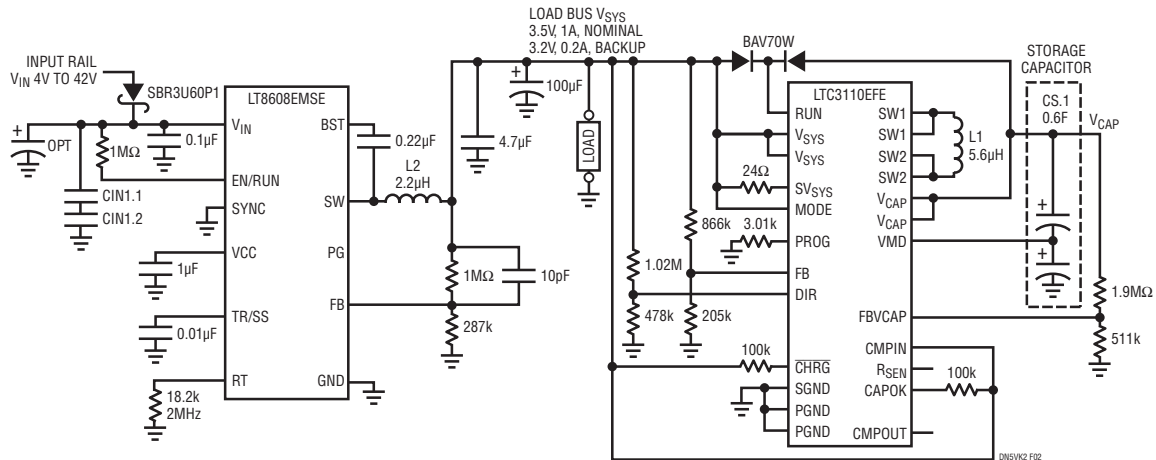 LOAD BUS VSYS
3.5V, 1A, NOMINAL
3.2V, 0.2A, BACKUP
INPUT RAIL
VIN 4V TO 42V
SBR3U60P1
OPT
1MΩ
0.1µF
CIN1.1
CIN1.2
1µF
0.01µF
18.2k
2MHz
LT8608EMSE
VIN
EN/RUN
SYNC
VCC
TR/SS
RT
BST
SW
PG
FB
GND
0.22µF
L2
2.2µH
4.7µF
100µF
LOAD
1MΩ
10pF
287k
BAV70W
24Ω
866k
3.01k
1.02M
478k
205k
100k
LTC3110EFE
RUN
VSYS
VSYS
SVSYS
MODE
PROG
FB
DIR
CHRG
SGND
PGND
PGND
SW1
SW1
SW2
SW2
VCAP
VCAP
VMD
FBVCAP
CMPIN
RSEN
CAPOK
CMPOUT
L1
5.6µH
STORAGE
CAPACITOR
CS.1
0.6F
VCAP
1.9MΩ
511k
100k
DN5VK2 F02